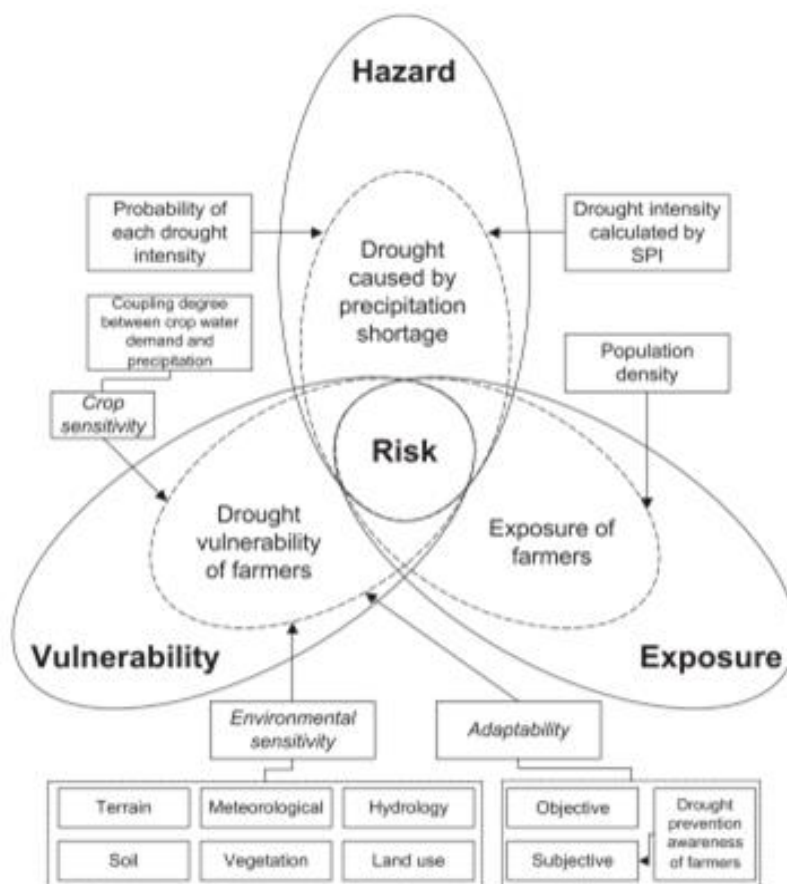 Hazard
Probability of
each drought
intensity
Drought intensity
calculated by
SPI
Drought
caused by
precipitation
shortage
Coupling degree
between crop water
demand and
precipitation
Population
density
Crop
sensitivity
Risk
Drought
vulnerability
of farmers
Exposure of
farmers
Vulnerability
Exposure
Environmental
sensitivity
Adaptability
Terrain
Meteorological
Hydrology
Soil
Vegetation
Land use
Objective
Subjective
Drought
prevention
awareness
of farmers